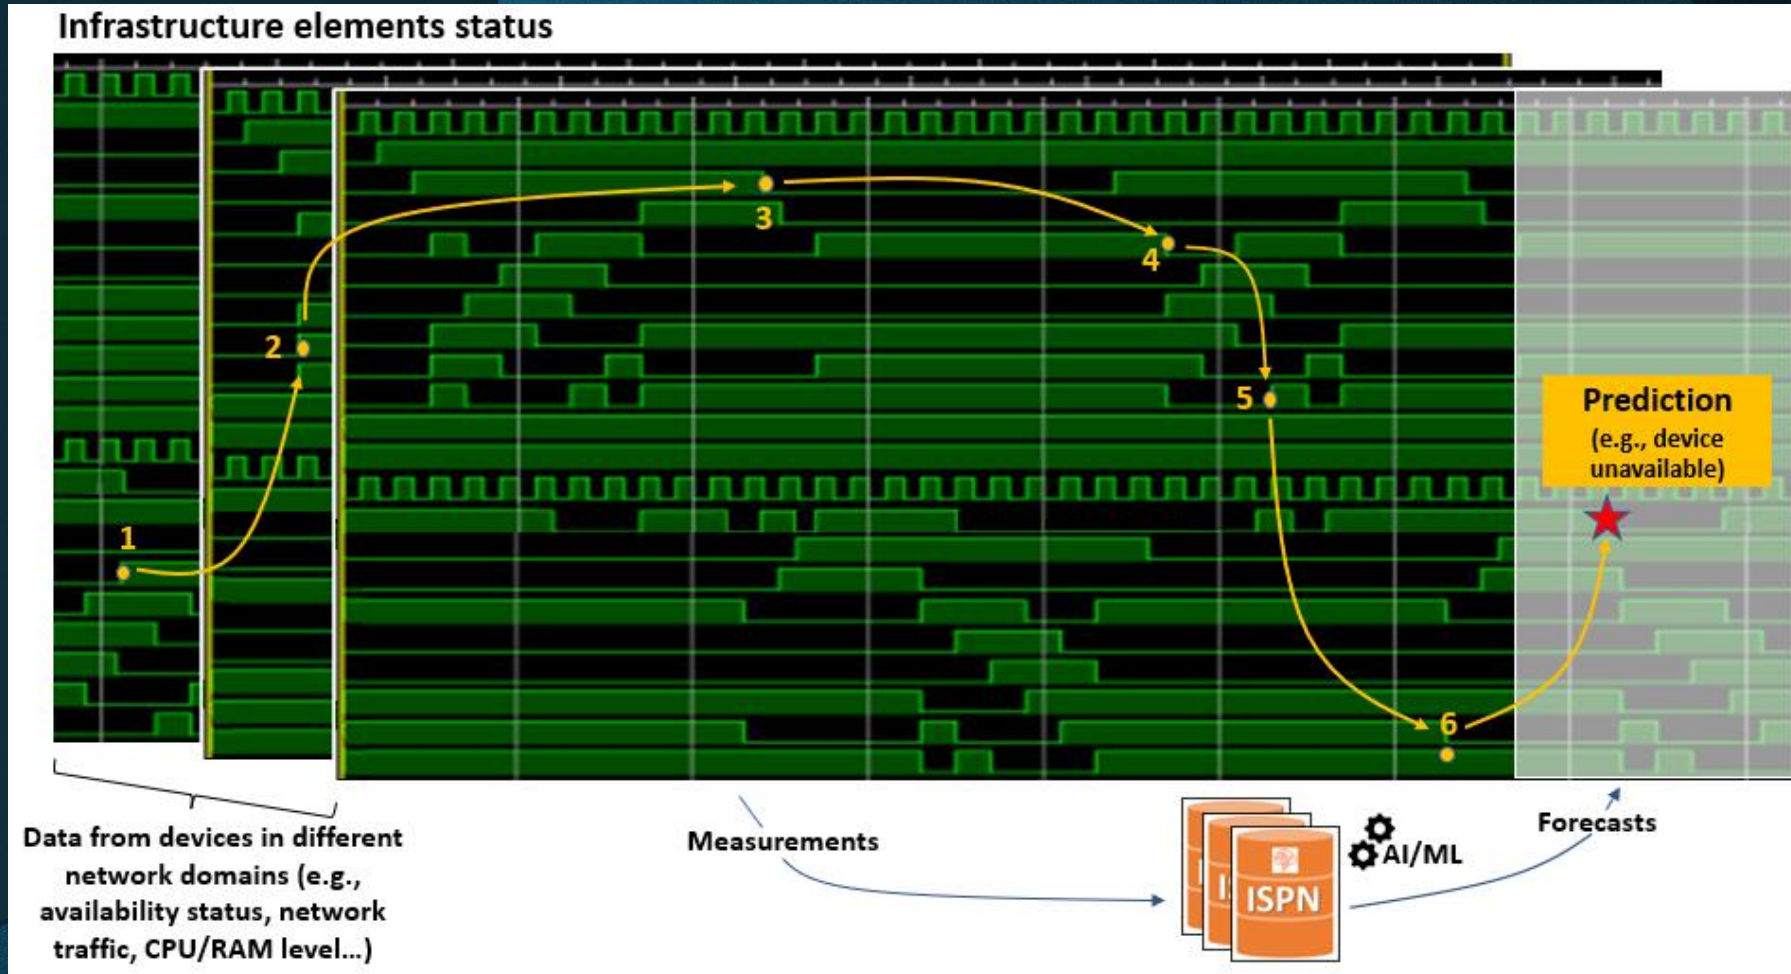 Infrastructure elements status
1
2
3
4
5
6
Prediction
(e.g., device
unavailable)
Data from devices in different
network domains (e.g.,
availability status, network
traffic, CPU/RAM level...)
Measurements
ISPN
AI/ML
Forecasts